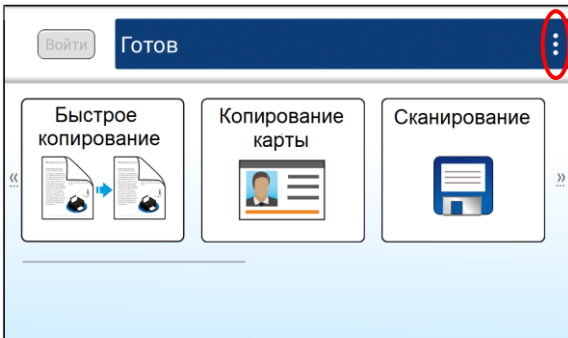 Войти
Готов
Быстрое
копирование
Копирование
карты
Сканирование